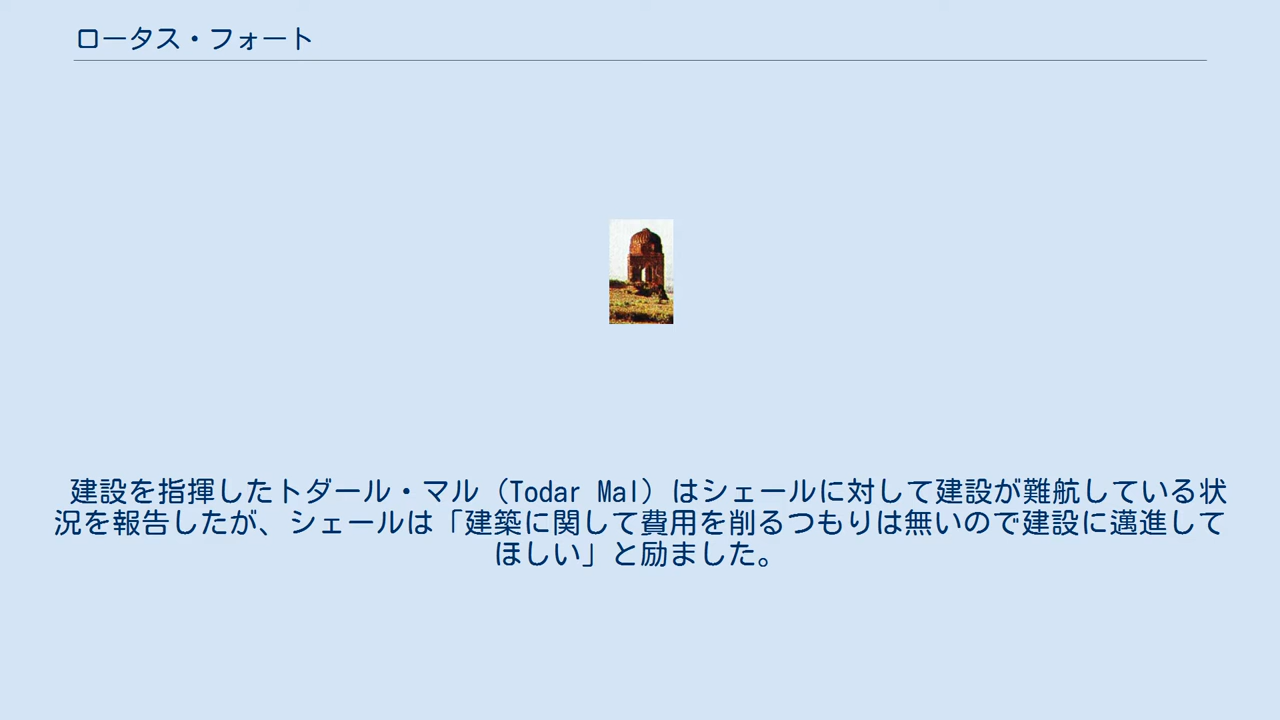 ロータス・フォート
建設を指揮したトダール・マル（Todar Mal）はシェールに対して建設が難航している状
況を報告したが、シェールは「建築に関して費用を削るつもりは無いので建設に邁進して
ほしい」と励ました。